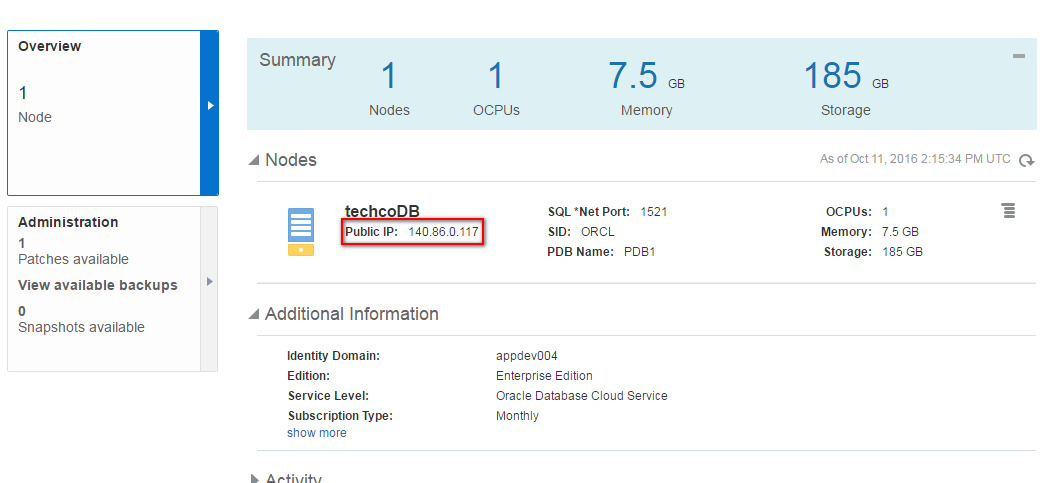 Overview
1
Node
Administration
1
Patches available
View available backups
0
Snapshots available
Summary
1
Nodes
1
OCPUs
7.5 GB
Memory
185 GB
Storage
Nodes
As of Oct 11, 2016 2:15:34 PM UTC
techcoDB
Public IP: 140.86.0.117
SQL *Net Port: 1521
SID: ORCL
PDB Name: PDB1
OCPUs: 1
Memory: 7.5 GB
Storage: 185 GB
Additional Information
Identity Domain: appdev004
Edition: Enterprise Edition
Service Level: Oracle Database Cloud Service
Subscription Type: Monthly
show more
Activity